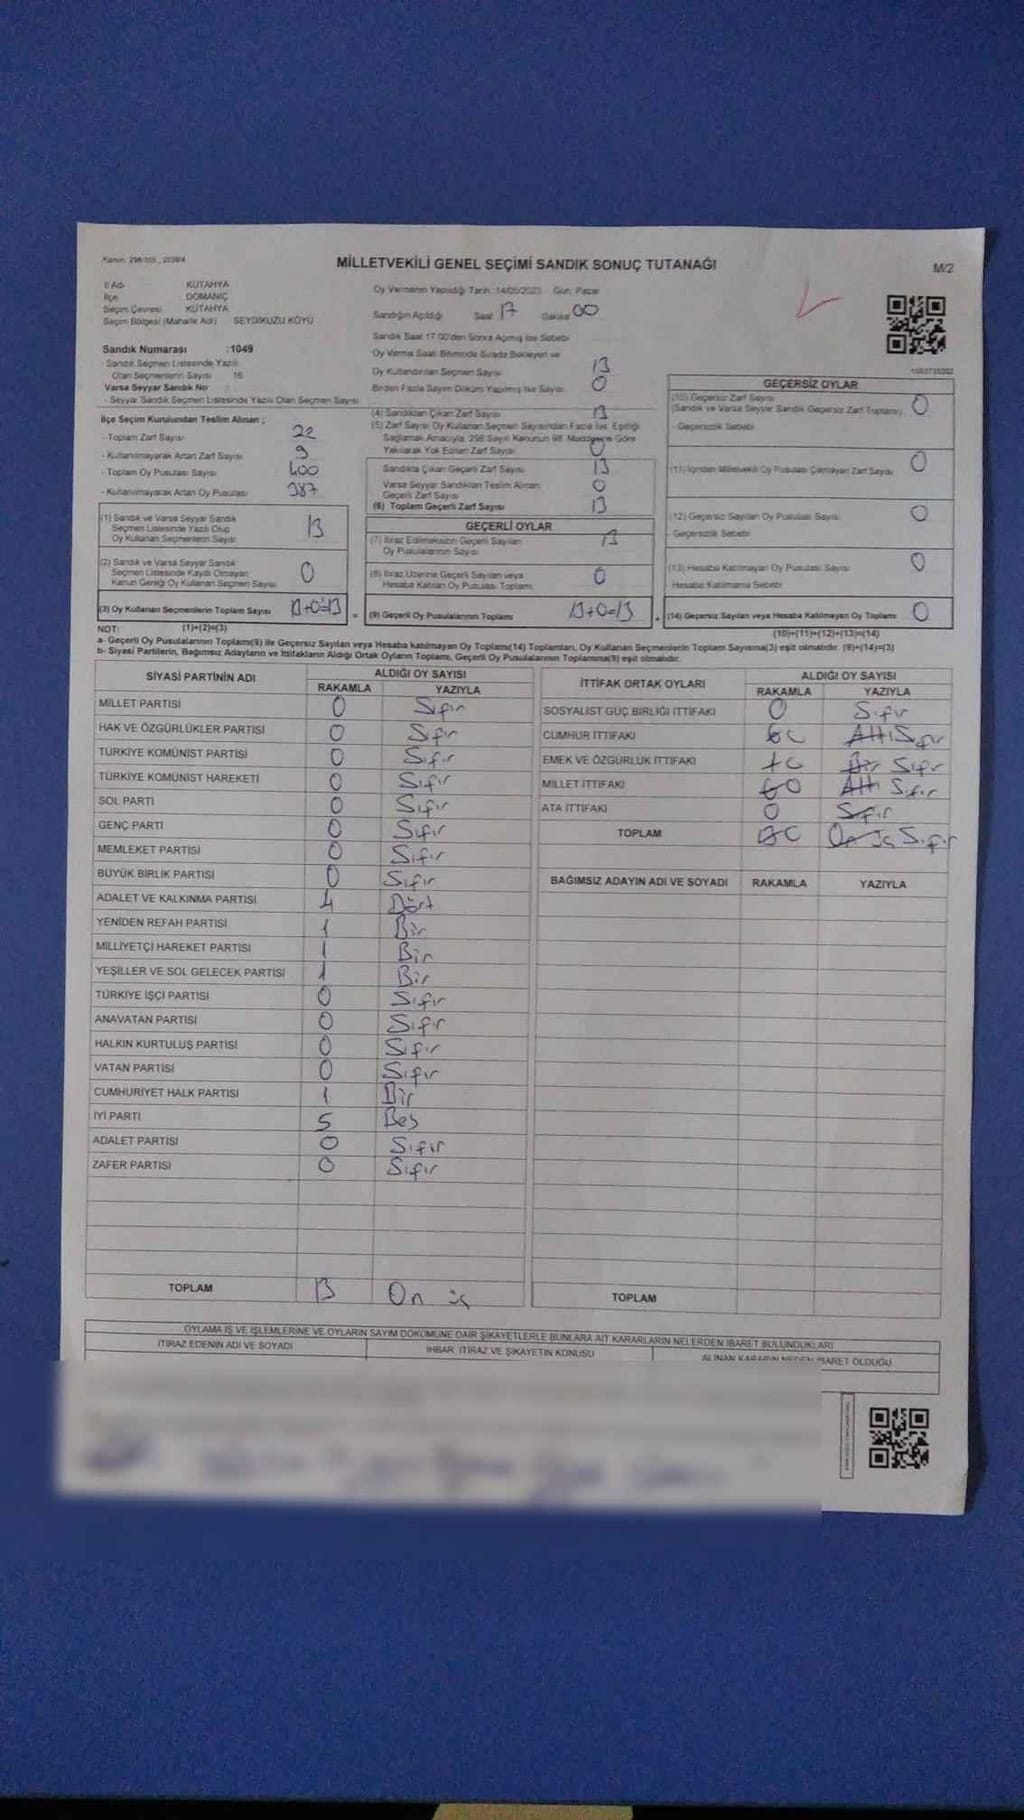 MİLLETVEKİLİ GENEL SEÇİMİ SANDIK SONUÇ TUTANAĞI
M/2
İl Adı KÜTAHYA
İlçe DOMANİÇ
Seçim Çevresi KÜTAHYA
Seçim Bölgesi (Mahalle Adı) SEYDİKUZU KÖYÜ
Oy Vermenin Yapıldığı Tarih :14/05/2023 Gün: Pazar
Sandığın Açıldığı Saat 17 Dakika 00
Sandık Saat 17:00'den Sonra Açılmış İse Sebebi
Sandık Numarası :1049
- Sandık Seçmen Listesinde Yazılı
Olan Seçmenlerin Sayısı 16
Varsa Seyyar Sandık No
- Seyyar Sandık Seçmen Listesinde Yazılı Olan Seçmen Sayısı
Oy Verme Saati Bitiminde Sırada Bekleyen ve
Oy Kullandırılan Seçmen Sayısı 13
Birden Fazla Sayım Döküm Yapılmış İse Sayısı 0
İlçe Seçim Kurulundan Teslim Alınan ;
- Toplam Zarf Sayısı 22
- Kullanılmayarak Artan Zarf Sayısı 9
- Toplam Oy Pusulası Sayısı 400
- Kullanılmayarak Artan Oy Pusulası 387
(4) Sandıktan Çıkan Zarf Sayısı 13
(5) Zarf Sayısı Oy Kullanan Seçmen Sayısından Fazla İse, Eşitliği
Sağlamak Amacıyla, 298 Sayılı Kanunun 98. Maddesine Göre
Yakılarak Yok Edilen Zarf Sayısı 0
Sandıkta Çıkan Geçerli Zarf Sayısı 13
Varsa Seyyar Sandıktan Teslim Alınan
Geçerli Zarf Sayısı 0
(6) Toplam Geçerli Zarf Sayısı 13
GEÇERSİZ OYLAR
(10) Geçersiz Zarf Sayısı
(Sandık ve Varsa Seyyar Sandık Geçersiz Zarf Toplamı) 0
- Geçersizlik Sebebi
(11) İçinden Milletvekili Oy Pusulası Çıkmayan Zarf Sayısı 0
(12) Geçersiz Sayılan Oy Pusulası Sayısı 0
Geçersizlik Sebebi
(13) Hesaba Katılmayan Oy Pusulası Sayısı 0
Hesaba Katılmama Sebebi
(14) Geçersiz Sayılan veya Hesaba Katılmayan Oy Toplamı 0
(10)+(11)+(12)+(13)=(14)
(1) Sandık ve Varsa Seyyar Sandık
Seçmen Listesinde Yazılı Olup
Oy Kullanan Seçmenlerin Sayısı 13
(2) Sandık ve Varsa Seyyar Sandık
Seçmen Listesinde Kayıtlı Olmayan
Kanun Gereği Oy Kullanan Seçmen Sayısı 0
(3) Oy Kullanan Seçmenlerin Toplam Sayısı 13+0=13
GEÇERLİ OYLAR
(7) İtiraz Edilmeksizin Geçerli Sayılan
Oy Pusulalarının Sayısı 13
(8) İtiraz Üzerine Geçerli Sayılan veya
Hesaba Katılan Oy Pusulası Toplamı 0
(9) Geçerli Oy Pusulalarının Toplamı 13+0=13
NOT: (1)+(2)=(3)
a- Geçerli Oy Pusulalarının Toplamı(9) ile Geçersiz Sayılan veya Hesaba katılmayan Oy Toplamı(14) Toplamları, Oy Kullanan Seçmenlerin Toplam Sayısına(3) eşit olmalıdır. (9)+(14)=(3)
b- Siyasi Partilerin, Bağımsız Adayların ve İttifakların Aldığı Ortak Oyların Toplamı, Geçerli Oy Pusulalarının Toplamına(9) eşit olmalıdır.
SİYASİ PARTİNİN ADI ALDIĞI OY SAYISI
RAKAMLA YAZIYLA
MİLLET PARTİSİ 0 Sıfır
HAK VE ÖZGÜRLÜKLER PARTİSİ 0 Sıfır
TÜRKİYE KOMÜNİST PARTİSİ 0 Sıfır
TÜRKİYE KOMÜNİST HAREKETİ 0 Sıfır
SOL PARTİ 0 Sıfır
GENÇ PARTİ 0 Sıfır
MEMLEKET PARTİSİ 0 Sıfır
BÜYÜK BİRLİK PARTİSİ 0 Sıfır
ADALET VE KALKINMA PARTİSİ 4 Dört
YENİDEN REFAH PARTİSİ 1 Bir
MİLLİYETÇİ HAREKET PARTİSİ 1 Bir
YEŞİLLER VE SOL GELECEK PARTİSİ 1 Bir
TÜRKİYE İŞÇİ PARTİSİ 0 Sıfır
ANAVATAN PARTİSİ 0 Sıfır
HALKIN KURTULUŞ PARTİSİ 0 Sıfır
VATAN PARTİSİ 0 Sıfır
CUMHURİYET HALK PARTİSİ 1 Bir
İYİ PARTİ 5 Beş
ADALET PARTİSİ 0 Sıfır
ZAFER PARTİSİ 0 Sıfır
TOPLAM 13 On üç
İTTİFAK ORTAK OYLARI ALDIĞI OY SAYISI
RAKAMLA YAZIYLA
SOSYALİST GÜÇ BİRLİĞİ İTTİFAKI 0 Sıfır
CUMHUR İTTİFAKI 60 Altı Sıfır
EMEK VE ÖZGÜRLÜK İTTİFAKI 10 Bir Sıfır
MİLLET İTTİFAKI 60 Altı Sıfır
ATA İTTİFAKI 0 Sıfır
TOPLAM 130 On üç Sıfır
BAĞIMSIZ ADAYIN ADI VE SOYADI RAKAMLA YAZIYLA
TOPLAM
OYLAMA İŞ VE İŞLEMLERİNE VE OYLARIN SAYIM DÖKÜMÜNE DAİR ŞİKAYETLERLE BUNLARA AİT KARARLARIN NELERDEN İBARET BULUNDUKLARI
İTİRAZ EDENİN ADI VE SOYADI İHBAR, İTİRAZ VE ŞİKAYETİN KONUSU ALINAN KARARIN NEDEN İBARET OLDUĞU